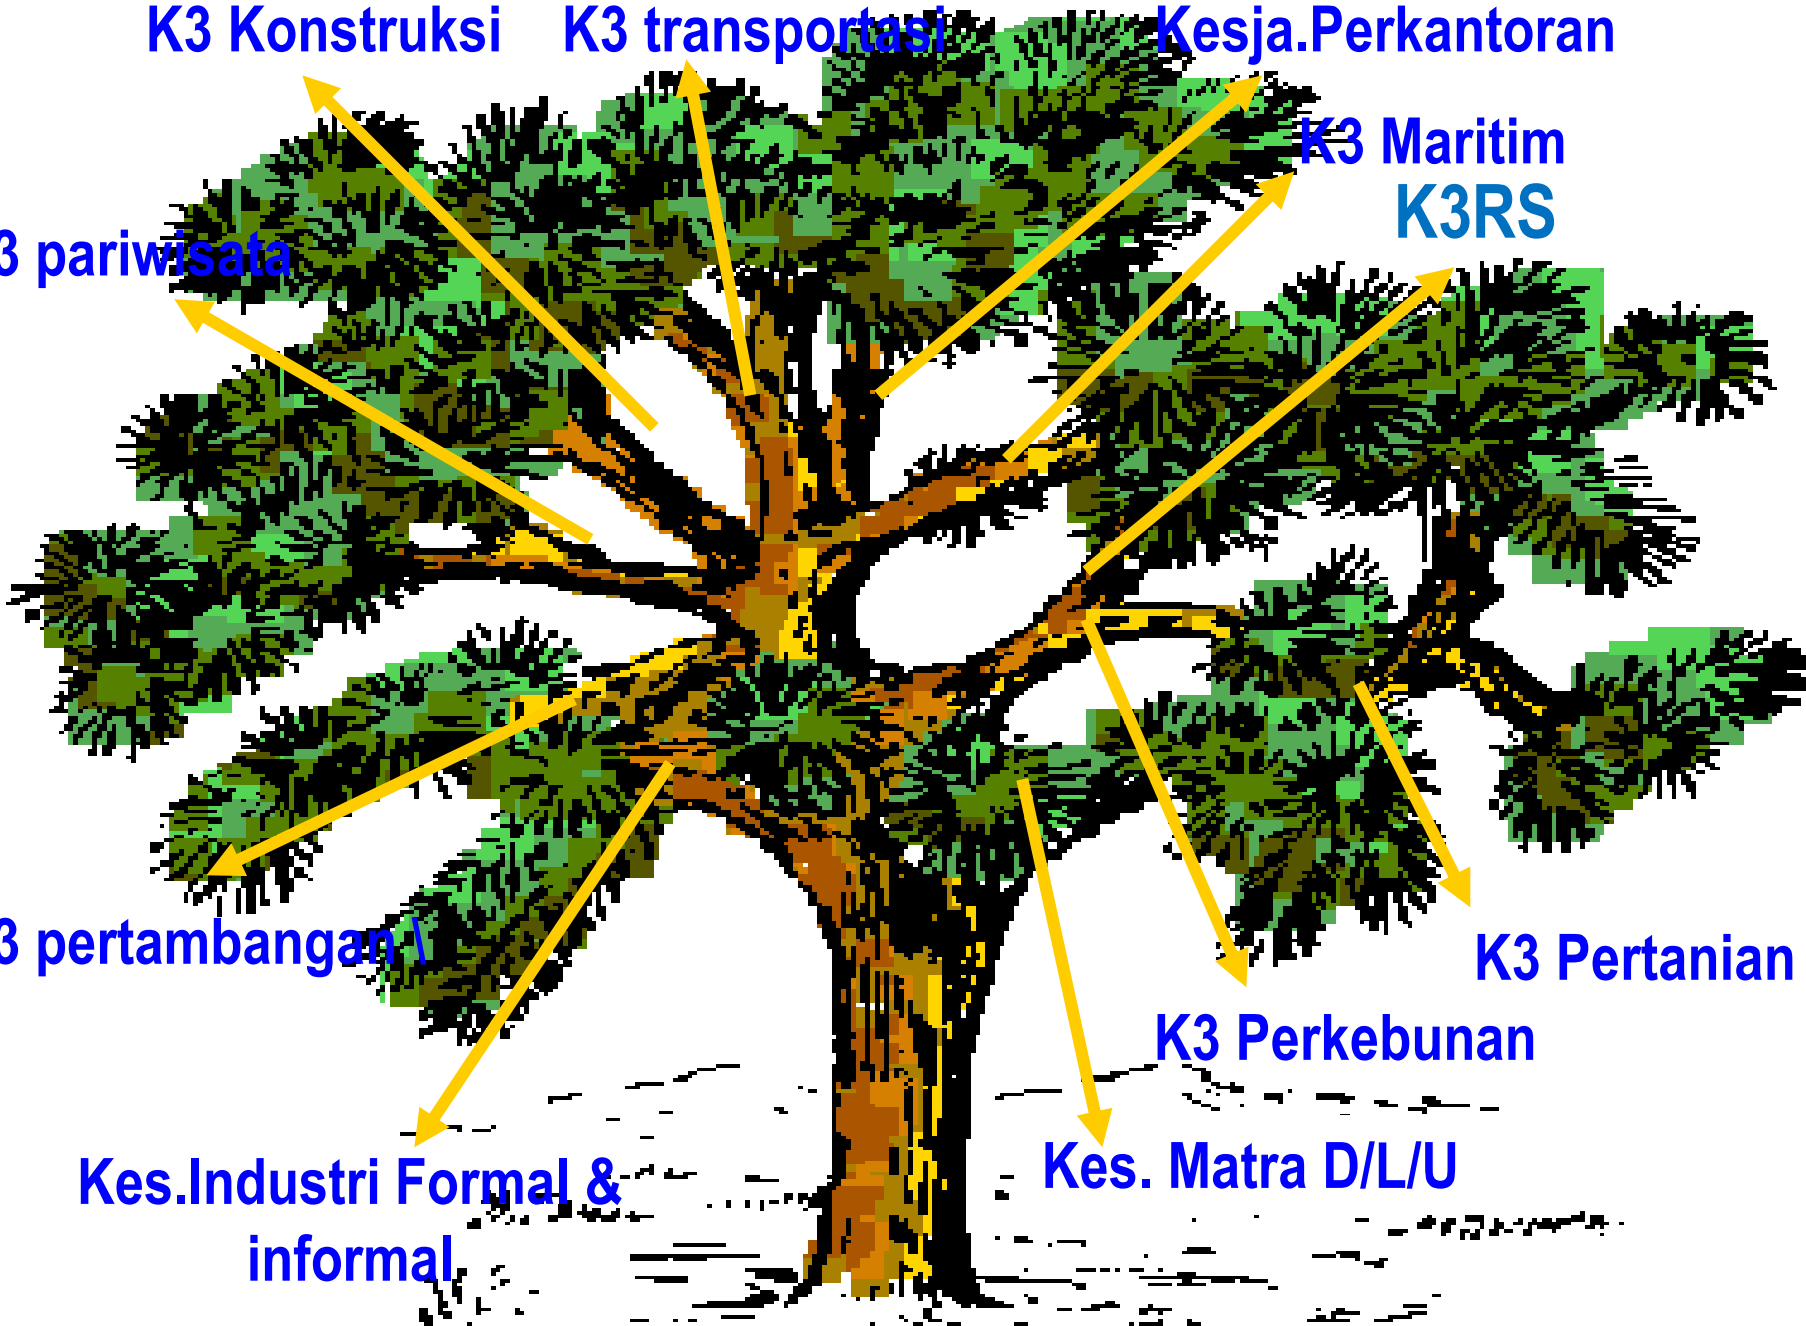 K3 Konstruksi
K3 transportasi
Kesja.Perkantoran
K3 Maritim
K3RS
3 pariwisata
3 pertambangan \
K3 Pertanian
K3 Perkebunan
Kes. Matra D/L/U
Kes.Industri Formal &
informal